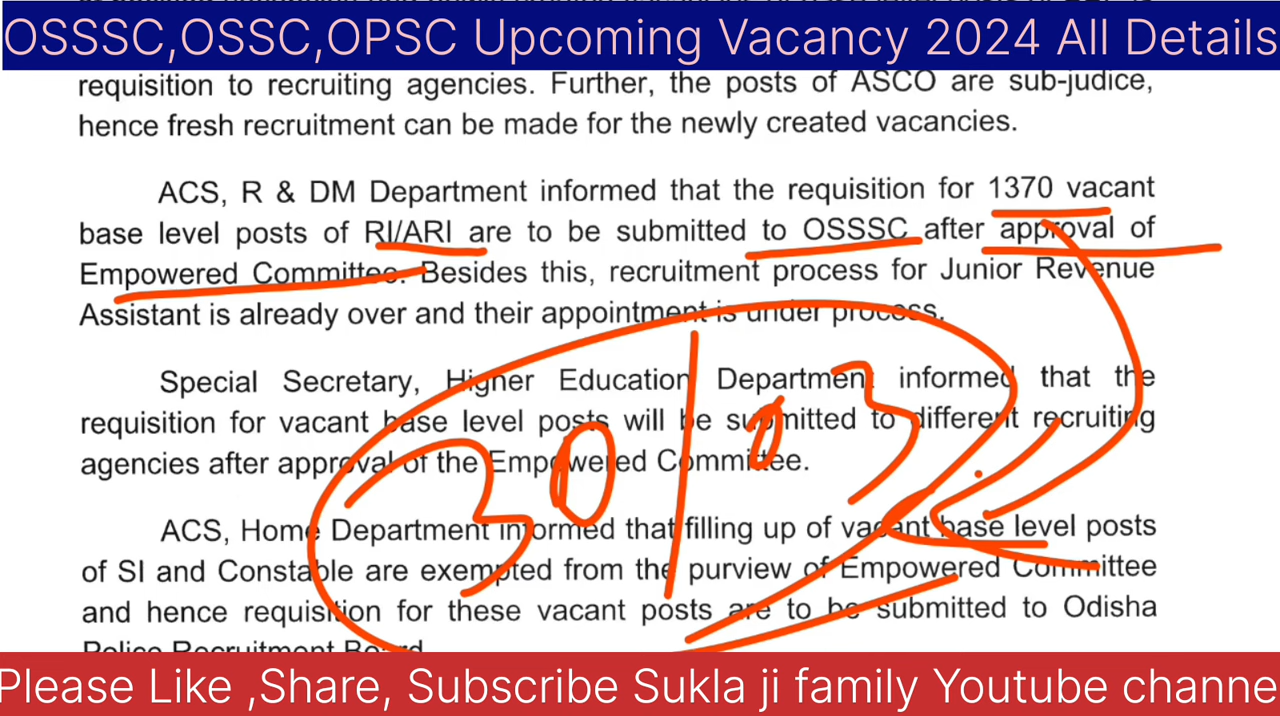 OSSSC,OSSC,OPSC Upcoming Vacancy 2024 All Details
requisition to recruiting agencies. Further, the posts of ASCO are sub-judice,
hence fresh recruitment can be made for the newly created vacancies.
ACS, R & DM Department informed that the requisition for 1370 vacant
base level posts of RI/ARI are to be submitted to OSSSC after approval of
Empowered Committee. Besides this, recruitment process for Junior Revenue
Assistant is already over and their appointment is under process.
Special Secretary, Higher Education Department informed that the
requisition for vacant base level posts will be submitted to different recruiting
agencies after approval of the Empowered Committee.
30/03
ACS, Home Department informed that filling up of vacant base level posts
of SI and Constable are exempted from the purview of Empowered Committee
and hence requisition for these vacant posts are to be submitted to Odisha
Police Recruitment Board
Please Like ,Share, Subscribe Sukla ji family Youtube channe